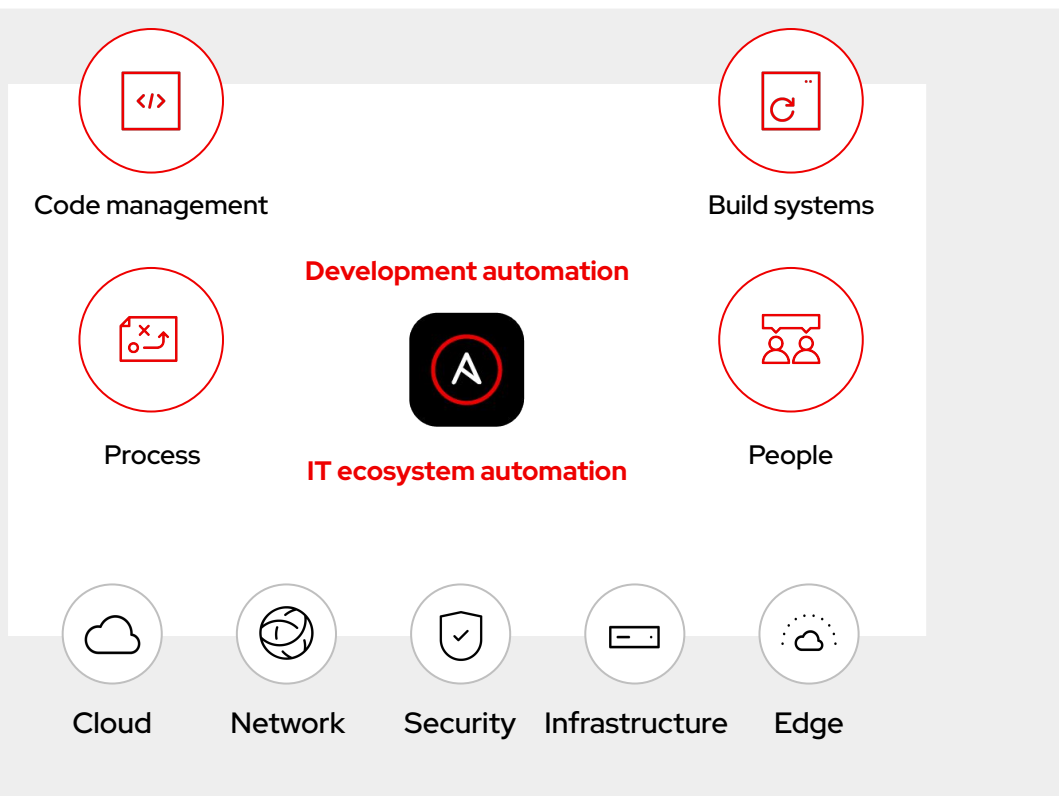 </>
Code management
Build systems
Development automation
Process
People
IT ecosystem automation
Cloud
Network
Security
Infrastructure
Edge